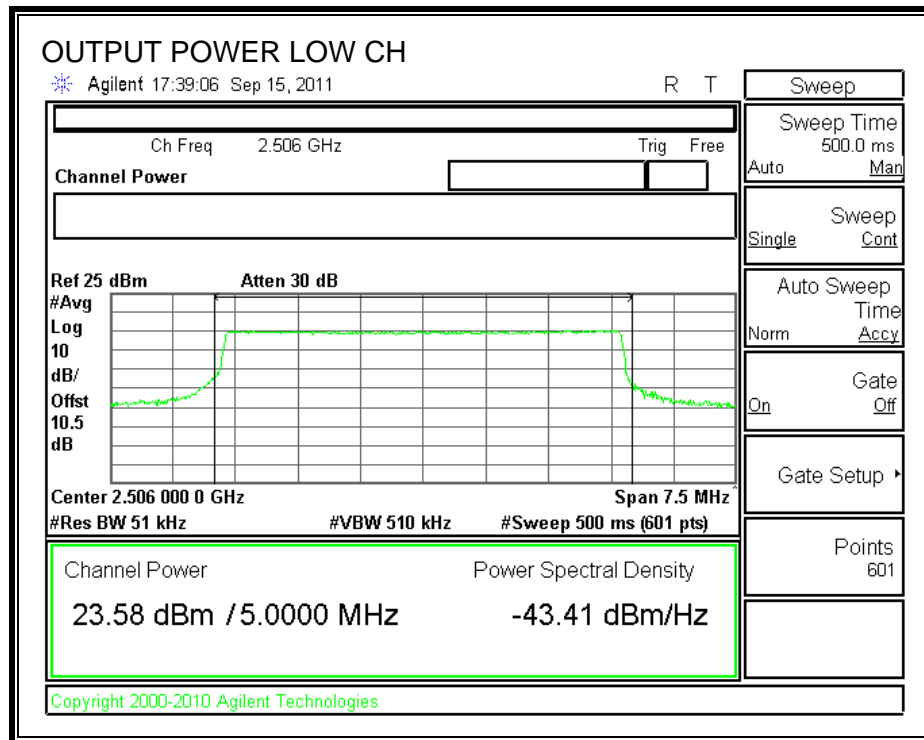 OUTPUT POWER LOW CH
Agilent 17:39:06 Sep 15, 2011 R T
Ch Freq 2.506 GHz Trig Free
Channel Power
Ref 25 dBm Atten 30 dB
#Avg
Log
10
dB/
Offst
10.5
dB
Center 2.506 000 0 GHz Span 7.5 MHz
#Res BW 51 kHz #VBW 510 kHz #Sweep 500 ms (601 pts)
Channel Power Power Spectral Density
23.58 dBm / 5.0000 MHz -43.41 dBm/Hz
Copyright 2000-2010 Agilent Technologies
Sweep
Sweep Time
500.0 ms
Auto Man
Sweep
Single Cont
Auto Sweep
Time
Norm Accy
Gate
On Off
Gate Setup
Points
601